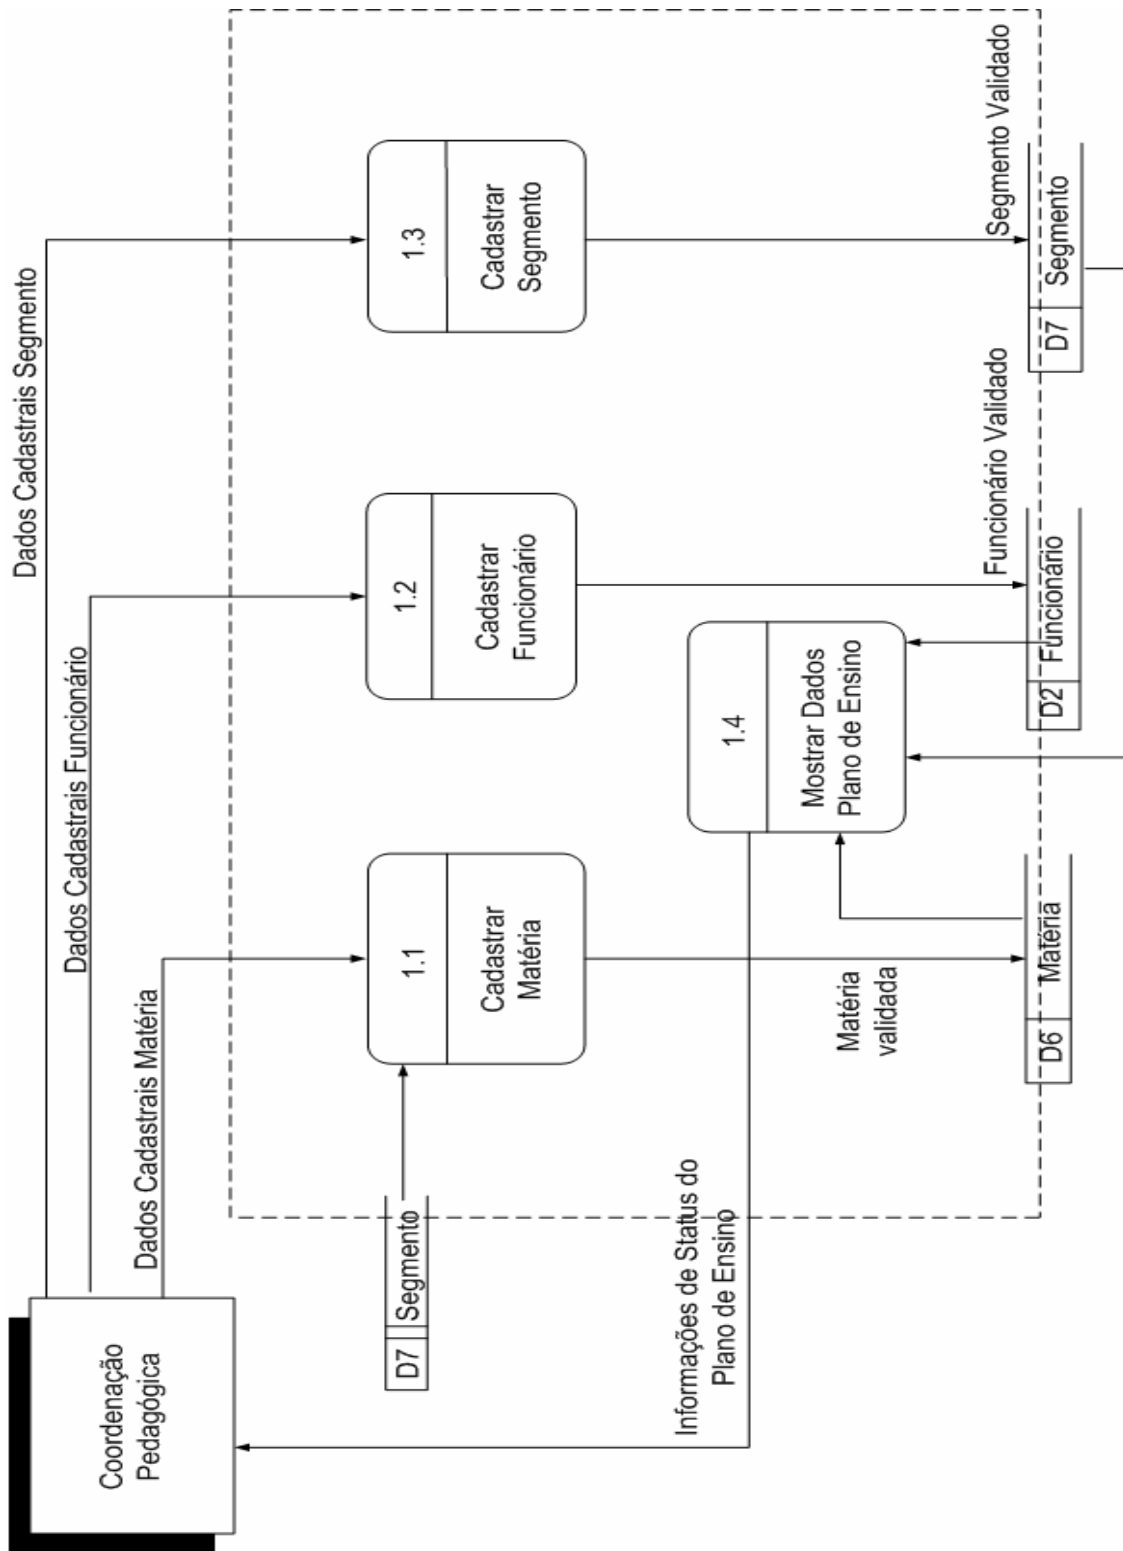 Coordenação
Pedagógica
Dados Cadastrais Segmento
Dados Cadastrais Funcionário
Dados Cadastrais Matéria
D7
Segmento
1.1
Cadastrar
Matéria
1.2
Cadastrar
Funcionário
1.3
Cadastrar
Segmento
Informações de Status do
Plano de Ensino
1.4
Mostrar Dados
Plano de Ensino
Matéria
validada
Funcionário Validado
Segmento Validado
D6
Matéria
D2
Funcionário
D7
Segmento